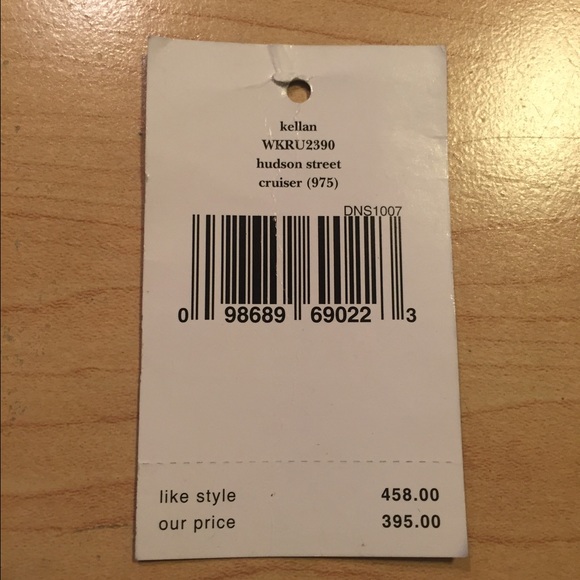 kellan
WKRU2390
hudson street
cruiser (975)
DNS1007
0 98689 69022 3
like style 458.00
our price 395.00